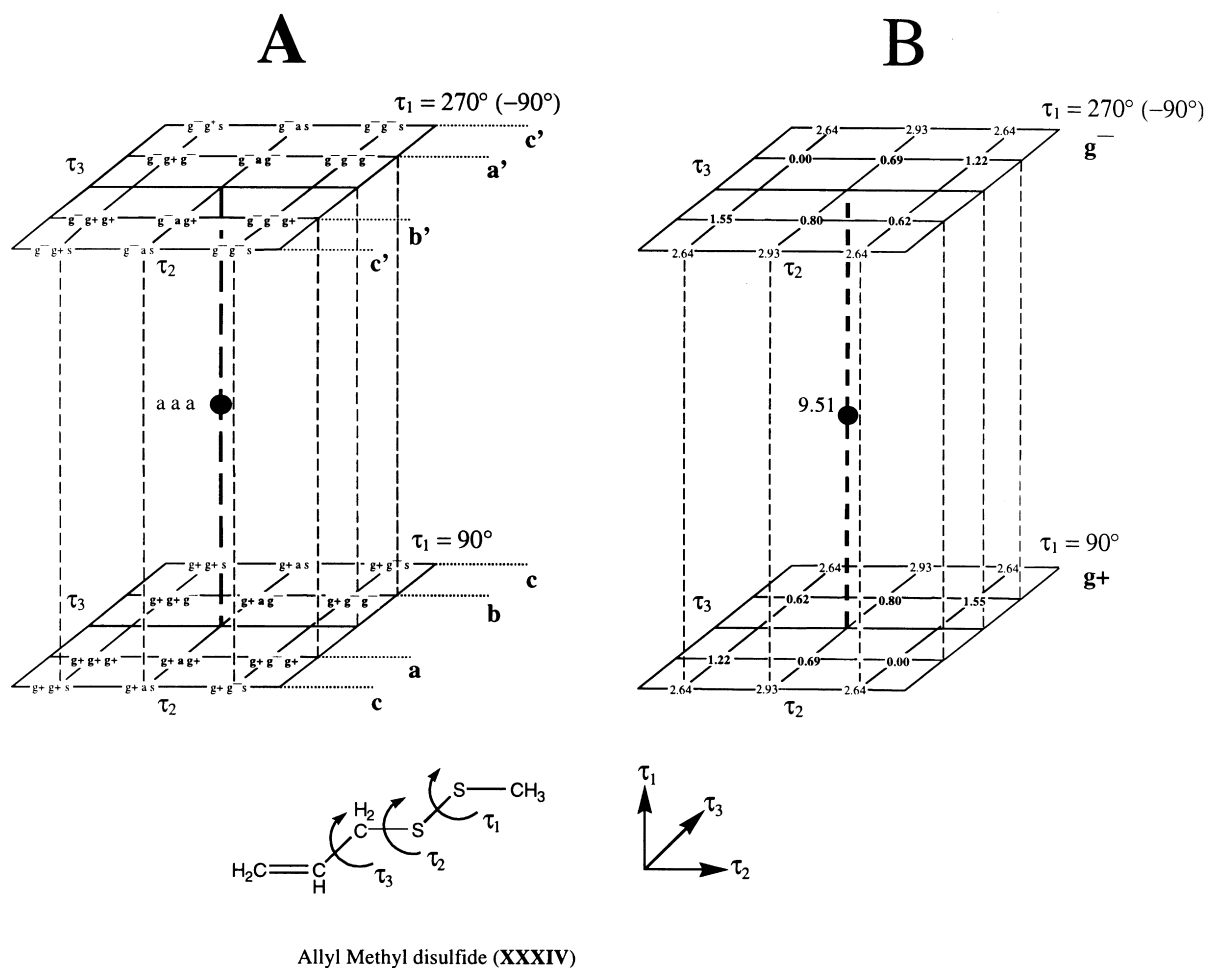 A B
τ1 = 270° (−90°) τ1 = 270° (−90°)
g⁻g⁺ s g⁻a s g⁻g⁻s c' 2.64 2.93 2.64 g⁻
τ3 g⁻g+ g⁻ g⁻a g⁻ g⁻g⁻g⁻ a' τ3 0.00 0.69 1.22
g⁻g+ g+ g⁻a g+ g⁻g⁻g+ b' 1.55 0.80 0.62
g⁻g+ s g⁻a s g⁻g⁻s c' 2.64 2.93 2.64
τ2 τ2
a a a 9.51
τ1 = 90° τ1 = 90°
g+ g+ s g+ a s g+ g⁻s c 2.64 2.93 2.64 g+
τ3 g+ g+ g⁻ g+ a g⁻ g+ g⁻g⁻ b τ3 0.62 0.80 1.55
g+ g+ g+ g+ a g+ g+ g⁻g+ a 1.22 0.69 0.00
g+ g+ s g+ a s g+ g⁻s c 2.64 2.93 2.64
τ2 τ2
S CH3 τ1
H2 τ3
C S τ1
H2C C τ3 τ2 τ2
H
Allyl Methyl disulfide (XXXIV)